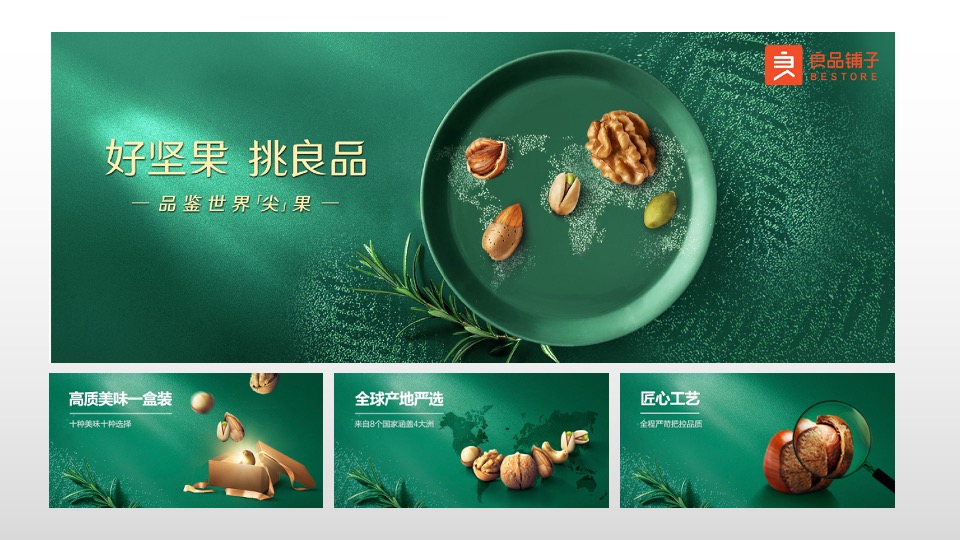 良品铺子
BESTORE
好坚果 挑良品
— 品鉴世界「尖」果 —
高质美味一盒装
十种美味十种选择
全球产地严选
来自8个国家涵盖4大洲
匠心工艺
全程严苛把控品质